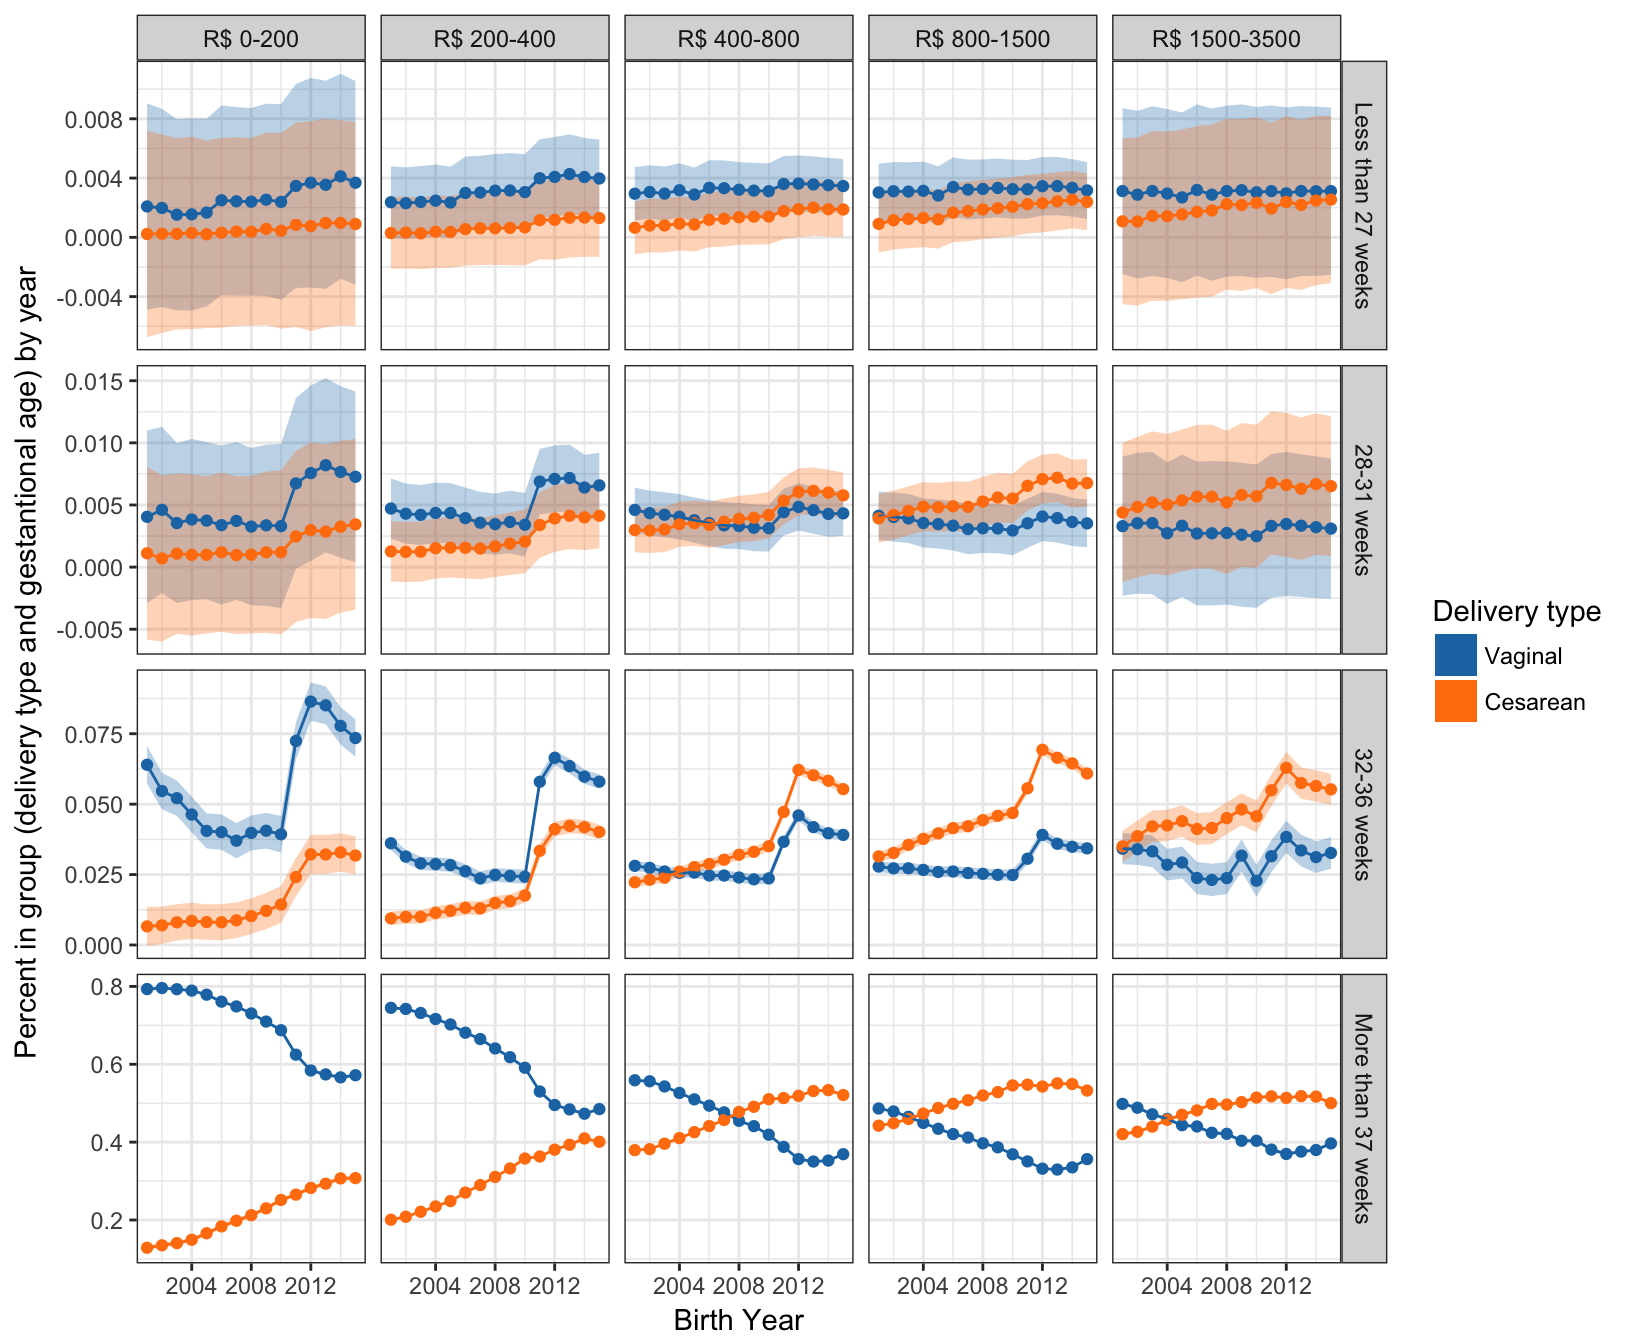 R$ 0-200
R$ 200-400
R$ 400-800
R$ 800-1500
R$ 1500-3500
Percent in group (delivery type and gestantional age) by year
0.008
0.004
0.000
-0.004
Less than 27 weeks
0.015
0.010
0.005
0.000
-0.005
28-31 weeks
0.075
0.050
0.025
0.000
32-36 weeks
0.8
0.6
0.4
0.2
More than 37 weeks
2004 2008 2012
2004 2008 2012
2004 2008 2012
2004 2008 2012
2004 2008 2012
Birth Year
Delivery type
Vaginal
Cesarean